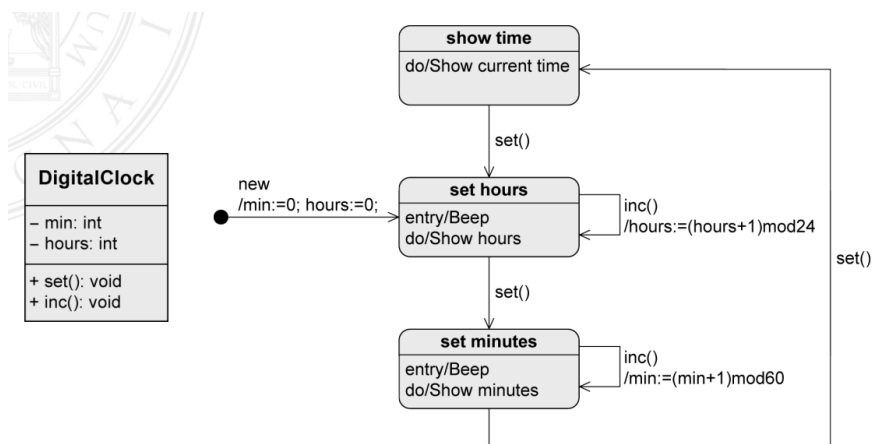 show time
do/Show current time
set()
DigitalClock
– min: int
– hours: int
+ set(): void
+ inc(): void
new
/min:=0; hours:=0;
set hours
entry/Beep
do/Show hours
inc()
/hours:=(hours+1)mod24
set()
set()
set minutes
entry/Beep
do/Show minutes
inc()
/min:=(min+1)mod60